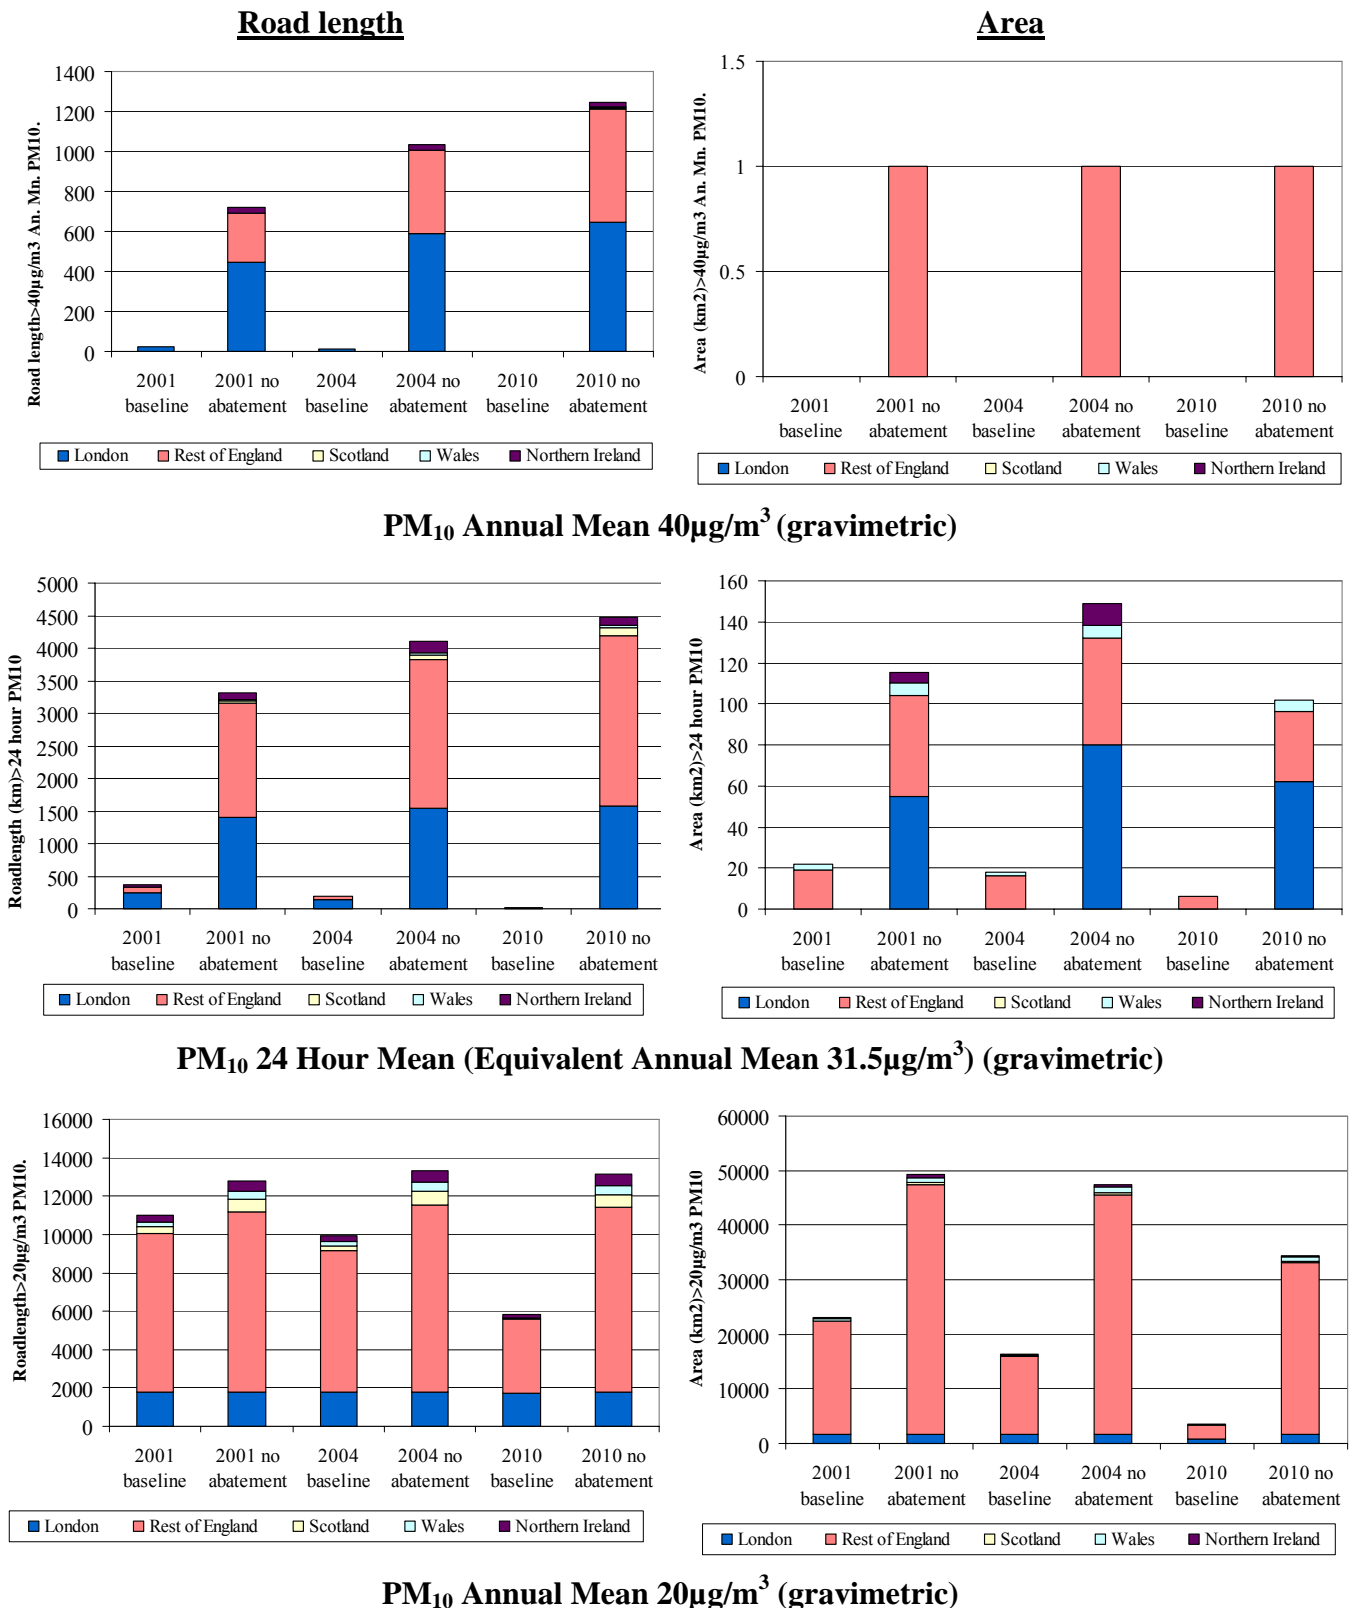 Road length
Area
Road length>40µg/m3 An. Mn. PM10.
1400
1200
1000
800
600
400
200
0
2001 baseline
2001 no abatement
2004 baseline
2004 no abatement
2010 baseline
2010 no abatement
London Rest of England Scotland Wales Northern Ireland
Area (km2)>40µg/m3 An. Mn. PM10.
1.5
1
0.5
0
2001 baseline
2001 no abatement
2004 baseline
2004 no abatement
2010 baseline
2010 no abatement
London Rest of England Scotland Wales Northern Ireland
PM10 Annual Mean 40µg/m3 (gravimetric)
Roadlength (km)>24 hour PM10
5000
4500
4000
3500
3000
2500
2000
1500
1000
500
0
2001 baseline
2001 no abatement
2004 baseline
2004 no abatement
2010 baseline
2010 no abatement
London Rest of England Scotland Wales Northern Ireland
Area (km2)>24 hour PM10
160
140
120
100
80
60
40
20
0
2001 baseline
2001 no abatement
2004 baseline
2004 no abatement
2010 baseline
2010 no abatement
London Rest of England Scotland Wales Northern Ireland
PM10 24 Hour Mean (Equivalent Annual Mean 31.5µg/m3) (gravimetric)
Roadlength>20µg/m3 PM10.
16000
14000
12000
10000
8000
6000
4000
2000
0
2001 baseline
2001 no abatement
2004 baseline
2004 no abatement
2010 baseline
2010 no abatement
London Rest of England Scotland Wales Northern Ireland
Area (km2)>20µg/m3 PM10
60000
50000
40000
30000
20000
10000
0
2001 baseline
2001 no abatement
2004 baseline
2004 no abatement
2010 baseline
2010 no abatement
London Rest of England Scotland Wales Northern Ireland
PM10 Annual Mean 20µg/m3 (gravimetric)